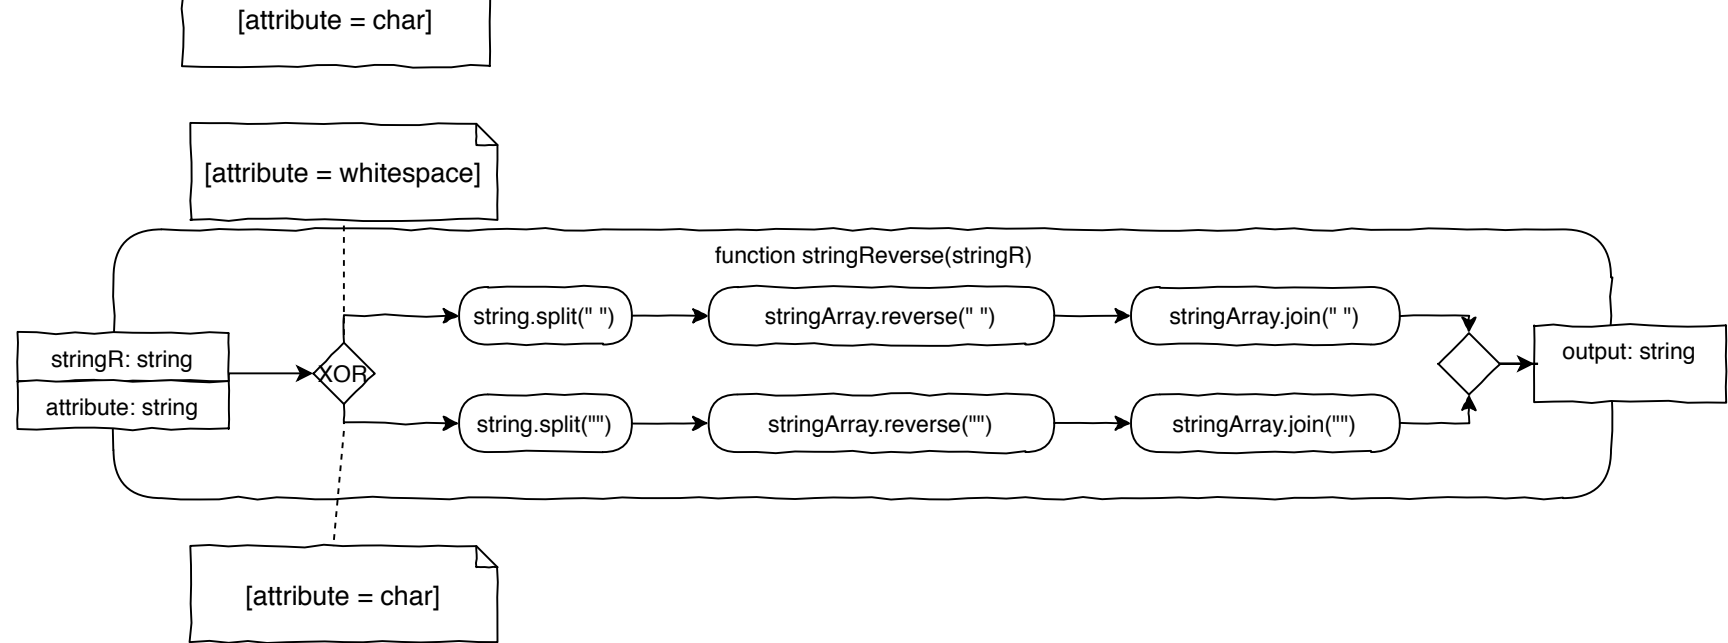 [attribute = char]
[attribute = whitespace]
function stringReverse(stringR)
string.split(" ")
stringArray.reverse(" ")
stringArray.join(" ")
stringR: string
attribute: string
XOR
output: string
string.split("")
stringArray.reverse("")
stringArray.join("")
[attribute = char]